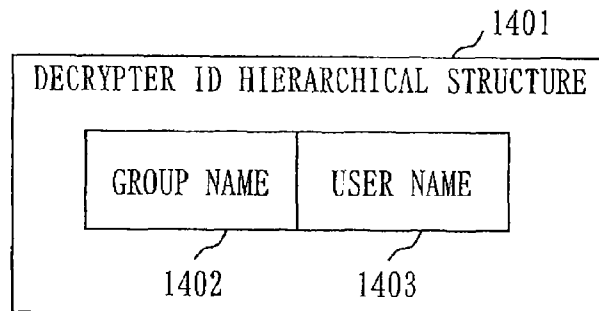 1401
DECRYPTER ID HIERARCHICAL STRUCTURE
GROUP NAME USER NAME
1402 1403